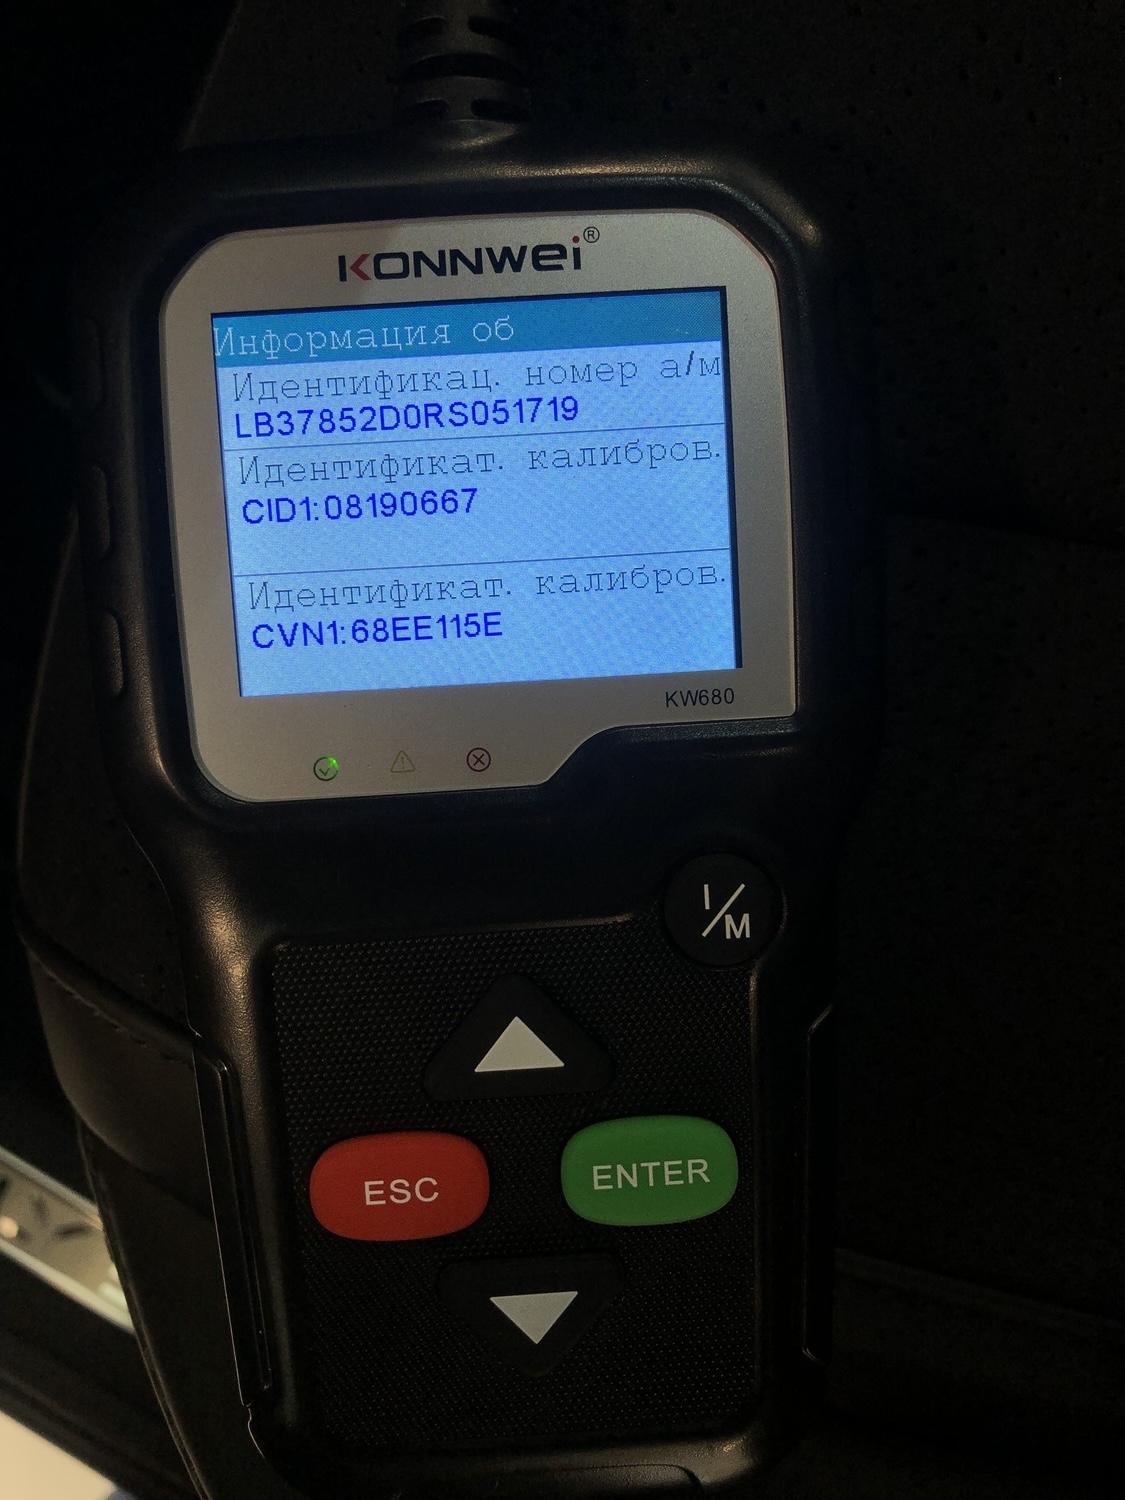 KONNWEI®
Информация об
Идентификац. номер а/м
LB37852D0RS051719
Идентификат. калибров.
CID1:08190667
Идентификат. калибров.
CVN1:68EE115E
KW680
I/M
ESC
ENTER